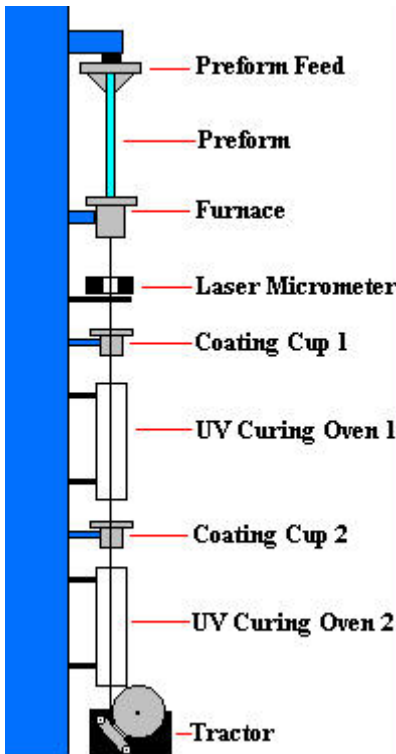 Preform Feed
Preform
Furnace
Laser Micrometer
Coating Cup 1
UV Curing Oven 1
Coating Cup 2
UV Curing Oven 2
Tractor